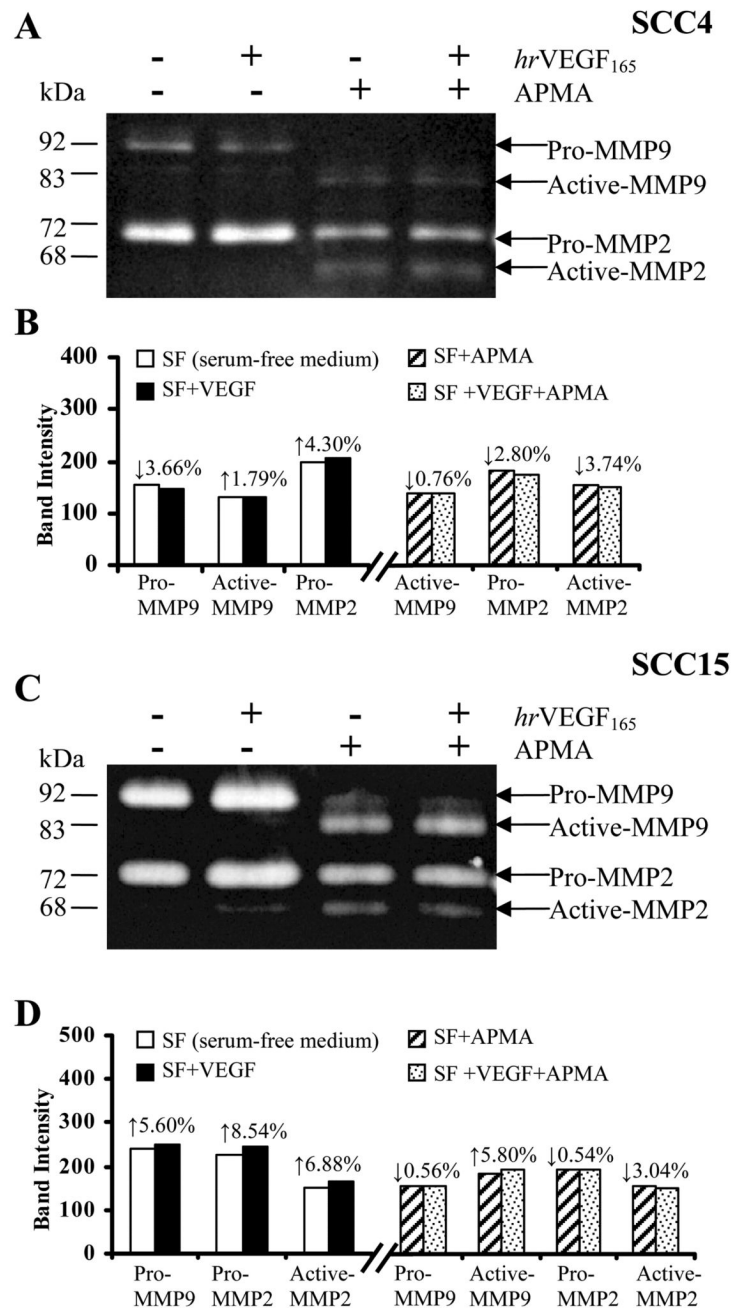 A
SCC4
- + - + hrVEGF165
kDa - - + + APMA
92 Pro-MMP9
83 Active-MMP9
72 Pro-MMP2
68 Active-MMP2
B
Band Intensity
400
300
200
100
0
SF (serum-free medium)
SF+VEGF
SF+APMA
SF +VEGF+APMA
↓3.66% ↑1.79% ↑4.30% ↓0.76% ↓2.80% ↓3.74%
Pro-MMP9 Active-MMP9 Pro-MMP2 Active-MMP9 Pro-MMP2 Active-MMP2
SCC15
C
- + - + hrVEGF165
kDa - - + + APMA
92 Pro-MMP9
83 Active-MMP9
72 Pro-MMP2
68 Active-MMP2
D
Band Intensity
500
400
300
200
100
0
SF (serum-free medium)
SF+VEGF
SF+APMA
SF +VEGF+APMA
↑5.60% ↑8.54% ↑6.88% ↓0.56% ↑5.80% ↓0.54% ↓3.04%
Pro-MMP9 Pro-MMP2 Active-MMP2 Pro-MMP9 Active-MMP9 Pro-MMP2 Active-MMP2